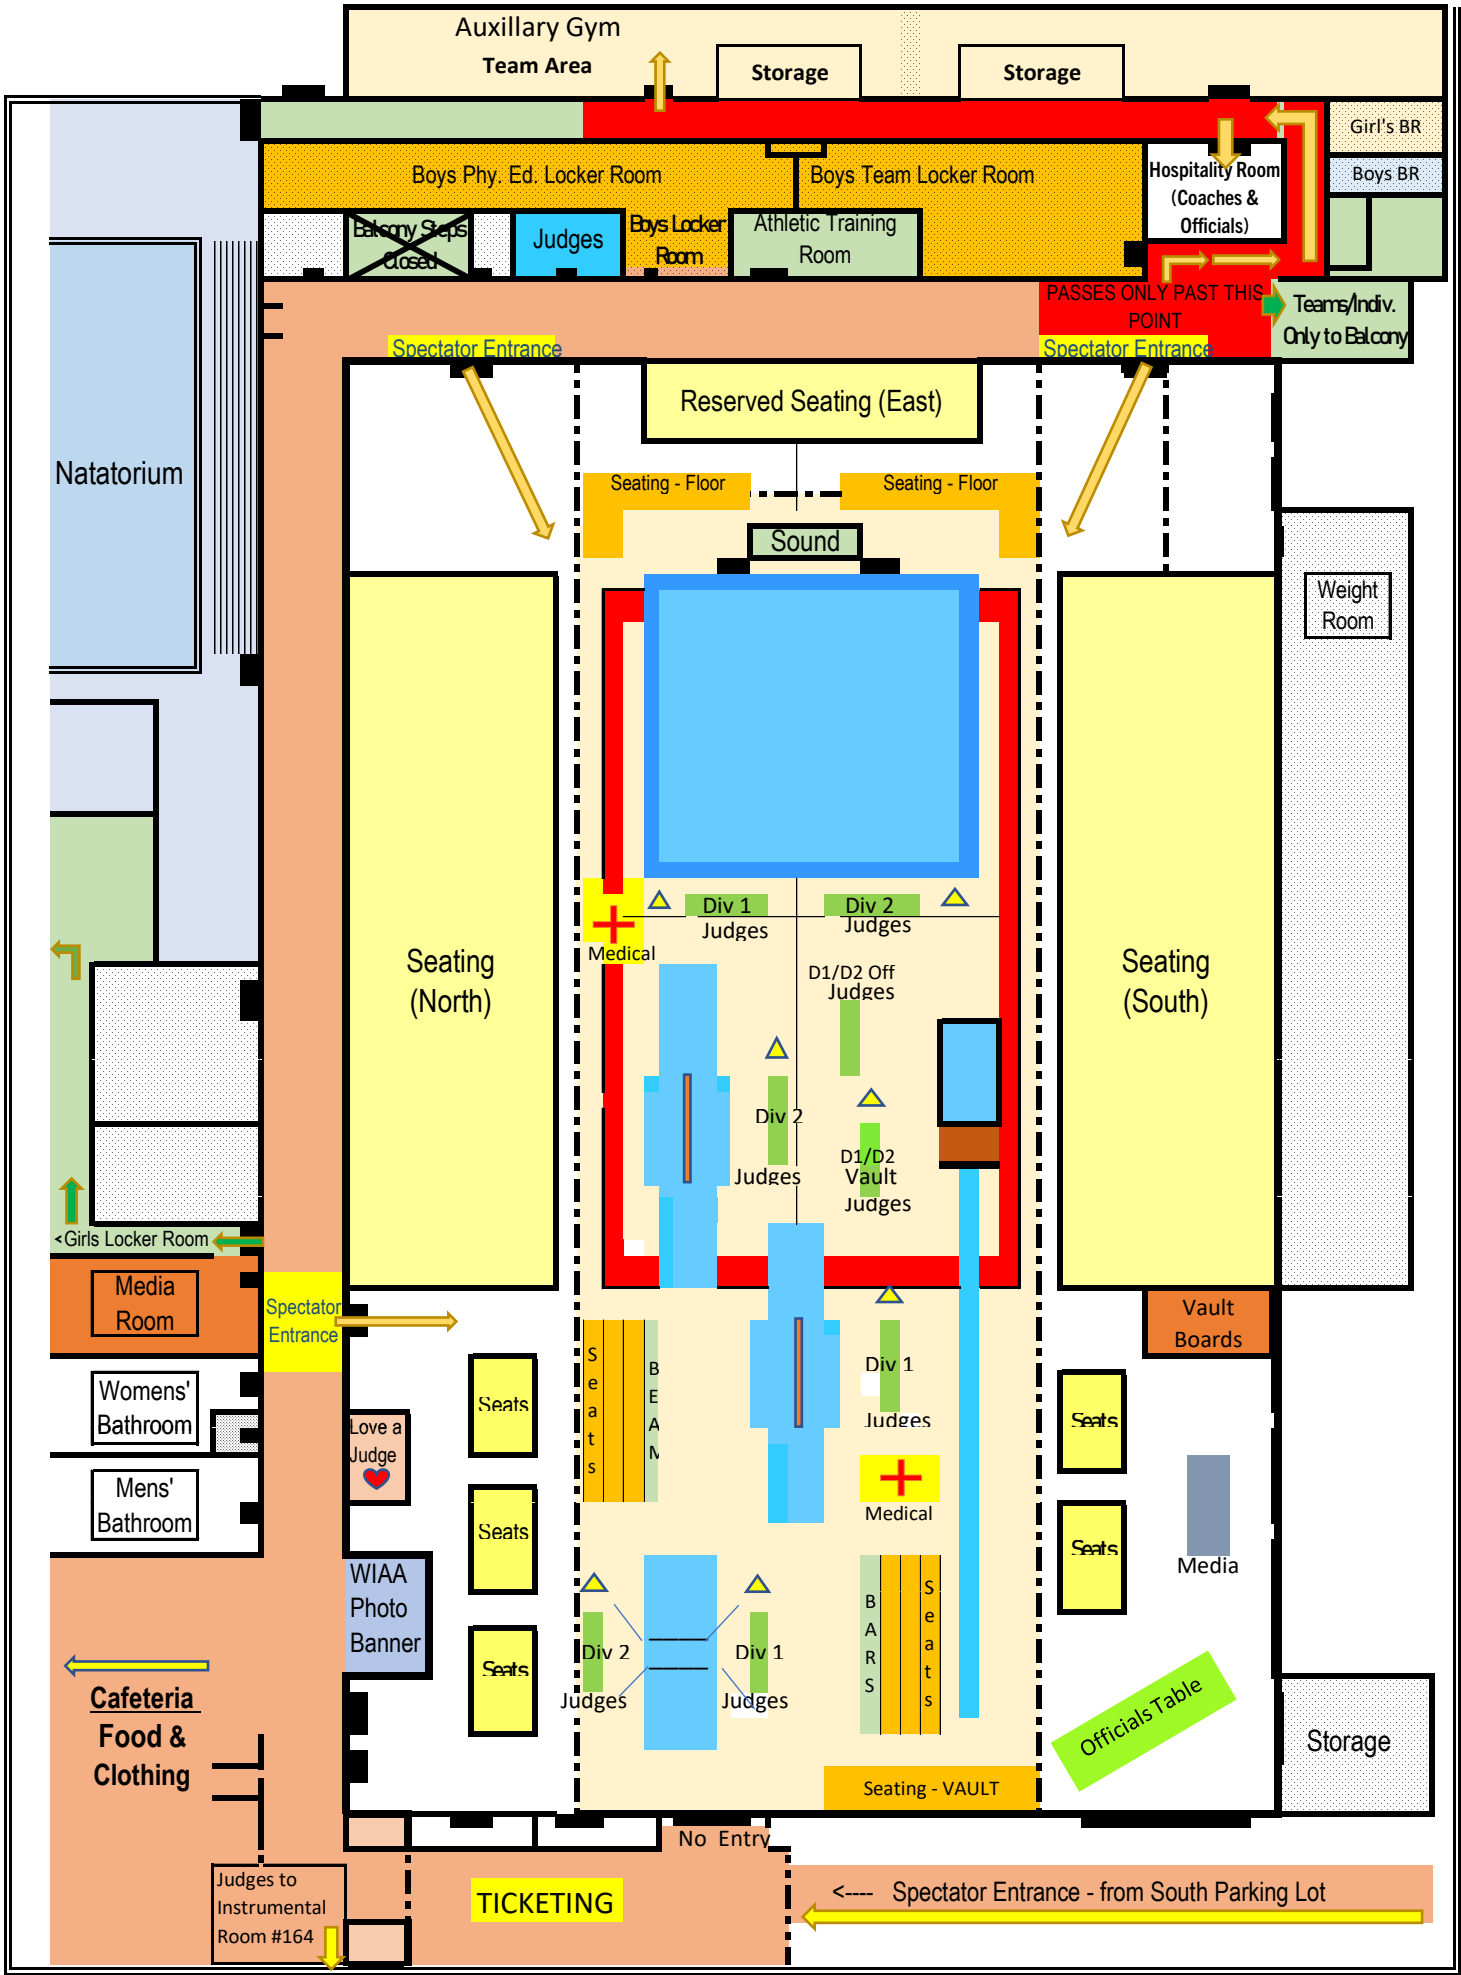 Auxillary Gym
Team Area
Storage
Storage
Girl's BR
Boys BR
Boys Phy. Ed. Locker Room
Boys Team Locker Room
Hospitality Room
(Coaches &
Officials)
Balcony Steps
Closed
Judges
Boys Locker
Room
Athletic Training
Room
PASSES ONLY PAST THIS
POINT
Teams/Indiv.
Only to Balcony
Spectator Entrance
Spectator Entrance
Reserved Seating (East)
Natatorium
Seating - Floor
Seating - Floor
Sound
Weight
Room
Div 1
Judges
Div 2
Judges
Medical
Seating
(North)
Seating
(South)
D1/D2 Off
Judges
Div 2
Judges
D1/D2
Vault
Judges
<Girls Locker Room
Media
Room
Spectator
Entrance
Vault
Boards
Seats
BEAM
Div 1
Judges
Womens'
Bathroom
Love a
Judge
Seats
Seats
Mens'
Bathroom
Medical
Seats
Seats
Media
WIAA
Photo
Banner
Seats
Div 2
Judges
Div 1
Judges
BARS
Seats
Cafeteria
Food &
Clothing
Officials Table
Storage
Seating - VAULT
No Entry
Judges to
Instrumental
Room #164
TICKETING
<---- Spectator Entrance - from South Parking Lot